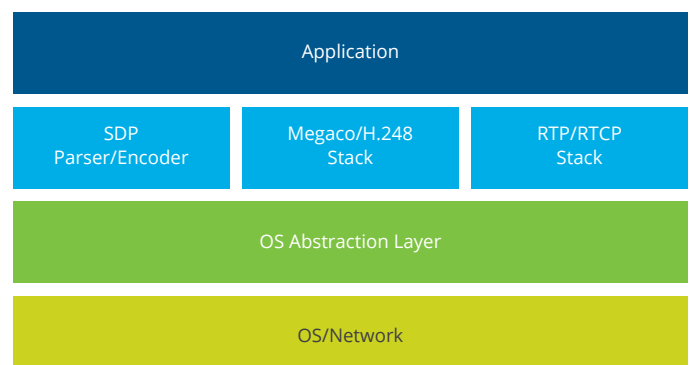 Application
SDP
Parser/Encoder
Megaco/H.248
Stack
RTP/RTCP
Stack
OS Abstraction Layer
OS/Network